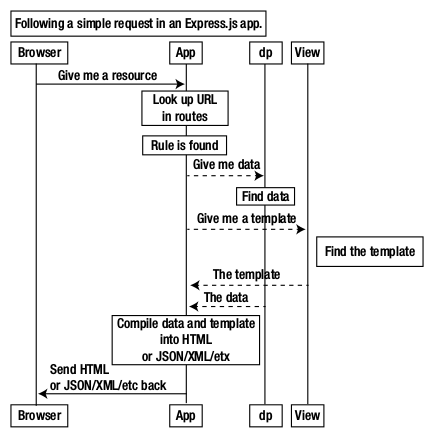 Following a simple request in an Express.js app.
Browser
App
dp
View
Give me a resource
Look up URL
in routes
Rule is found
Give me data
Find data
Give me a template
Find the template
The template
The data
Compile data and template
into HTML
or JSON/XML/etx
Send HTML
or JSON/XML/etc back
Browser
App
dp
View